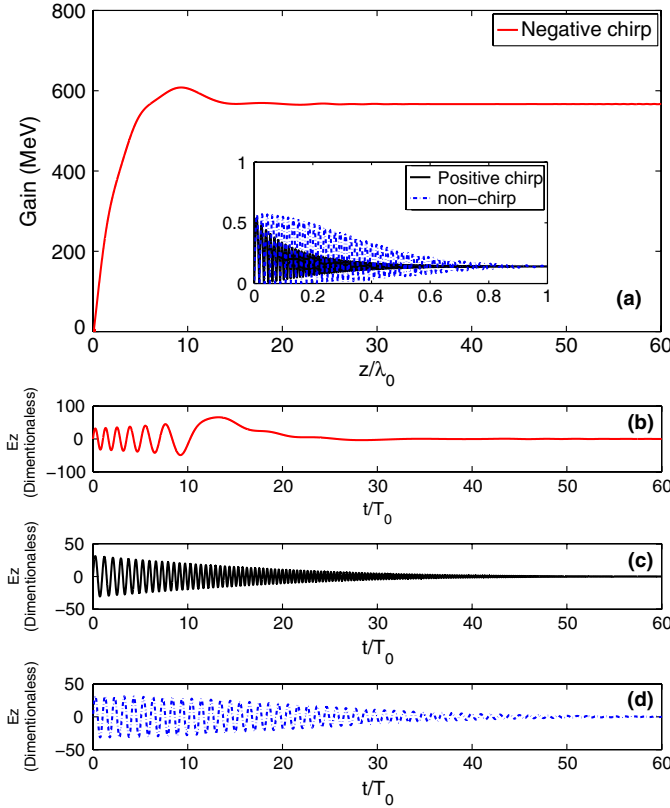 800
600
400
200
0
Gain (MeV)
Negative chirp
1
0.5
0
Positive chirp
non−chirp
0 0.2 0.4 0.6 0.8 1
(a)
0 10 20 30 40 50 60
z/λ0
100
0
−100
Ez
(Dimentionaless)
(b)
0 10 20 30 40 50 60
t/T0
50
0
−50
Ez
(Dimentionaless)
(c)
0 10 20 30 40 50 60
t/T0
50
0
−50
Ez
(Dimentionaless)
(d)
0 10 20 30 40 50 60
t/T0